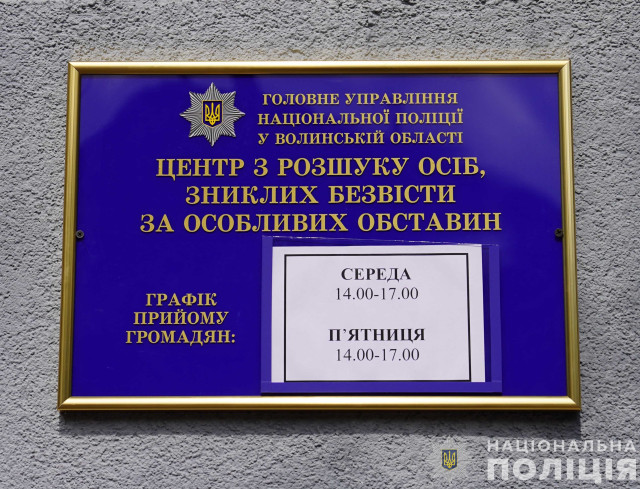 ГОЛОВНЕ УПРАВЛІННЯ
НАЦІОНАЛЬНОЇ ПОЛІЦІЇ
У ВОЛИНСЬКІЙ ОБЛАСТІ
ЦЕНТР З РОЗШУКУ ОСІБ,
ЗНИКЛИХ БЕЗВІСТИ
ЗА ОСОБЛИВИХ ОБСТАВИН
ГРАФІК
ПРИЙОМУ
ГРОМАДЯН:
СЕРЕДА
14.00-17.00
П’ЯТНИЦЯ
14.00-17.00
НАЦІОНАЛЬНА
ПОЛІЦІЯ